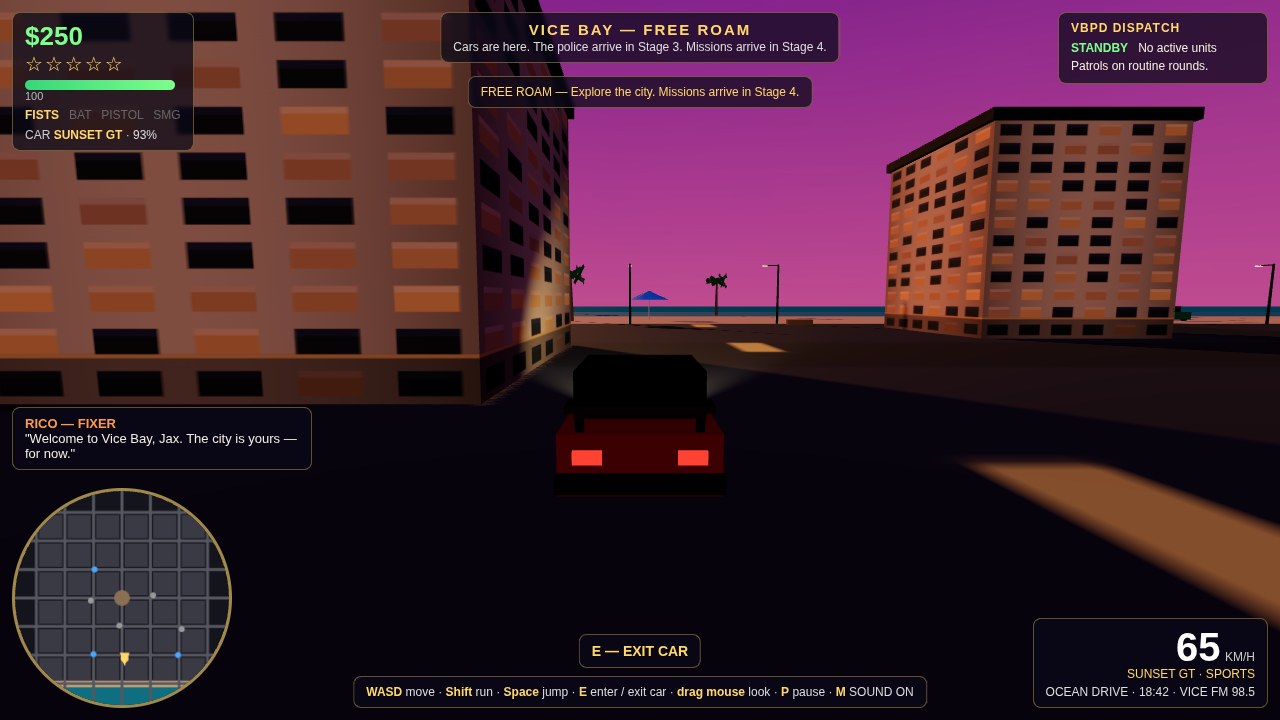 $250
☆☆☆☆☆
100
FISTS BAT PISTOL SMG
CAR SUNSET GT · 93%
VICE BAY — FREE ROAM
Cars are here. The police arrive in Stage 3. Missions arrive in Stage 4.
FREE ROAM — Explore the city. Missions arrive in Stage 4.
VBPD DISPATCH
STANDBY No active units
Patrols on routine rounds.
RICO — FIXER
"Welcome to Vice Bay, Jax. The city is yours —
for now."
E — EXIT CAR
WASD move · Shift run · Space jump · E enter / exit car · drag mouse look · P pause · M SOUND ON
65 KM/H
SUNSET GT · SPORTS
OCEAN DRIVE · 18:42 · VICE FM 98.5